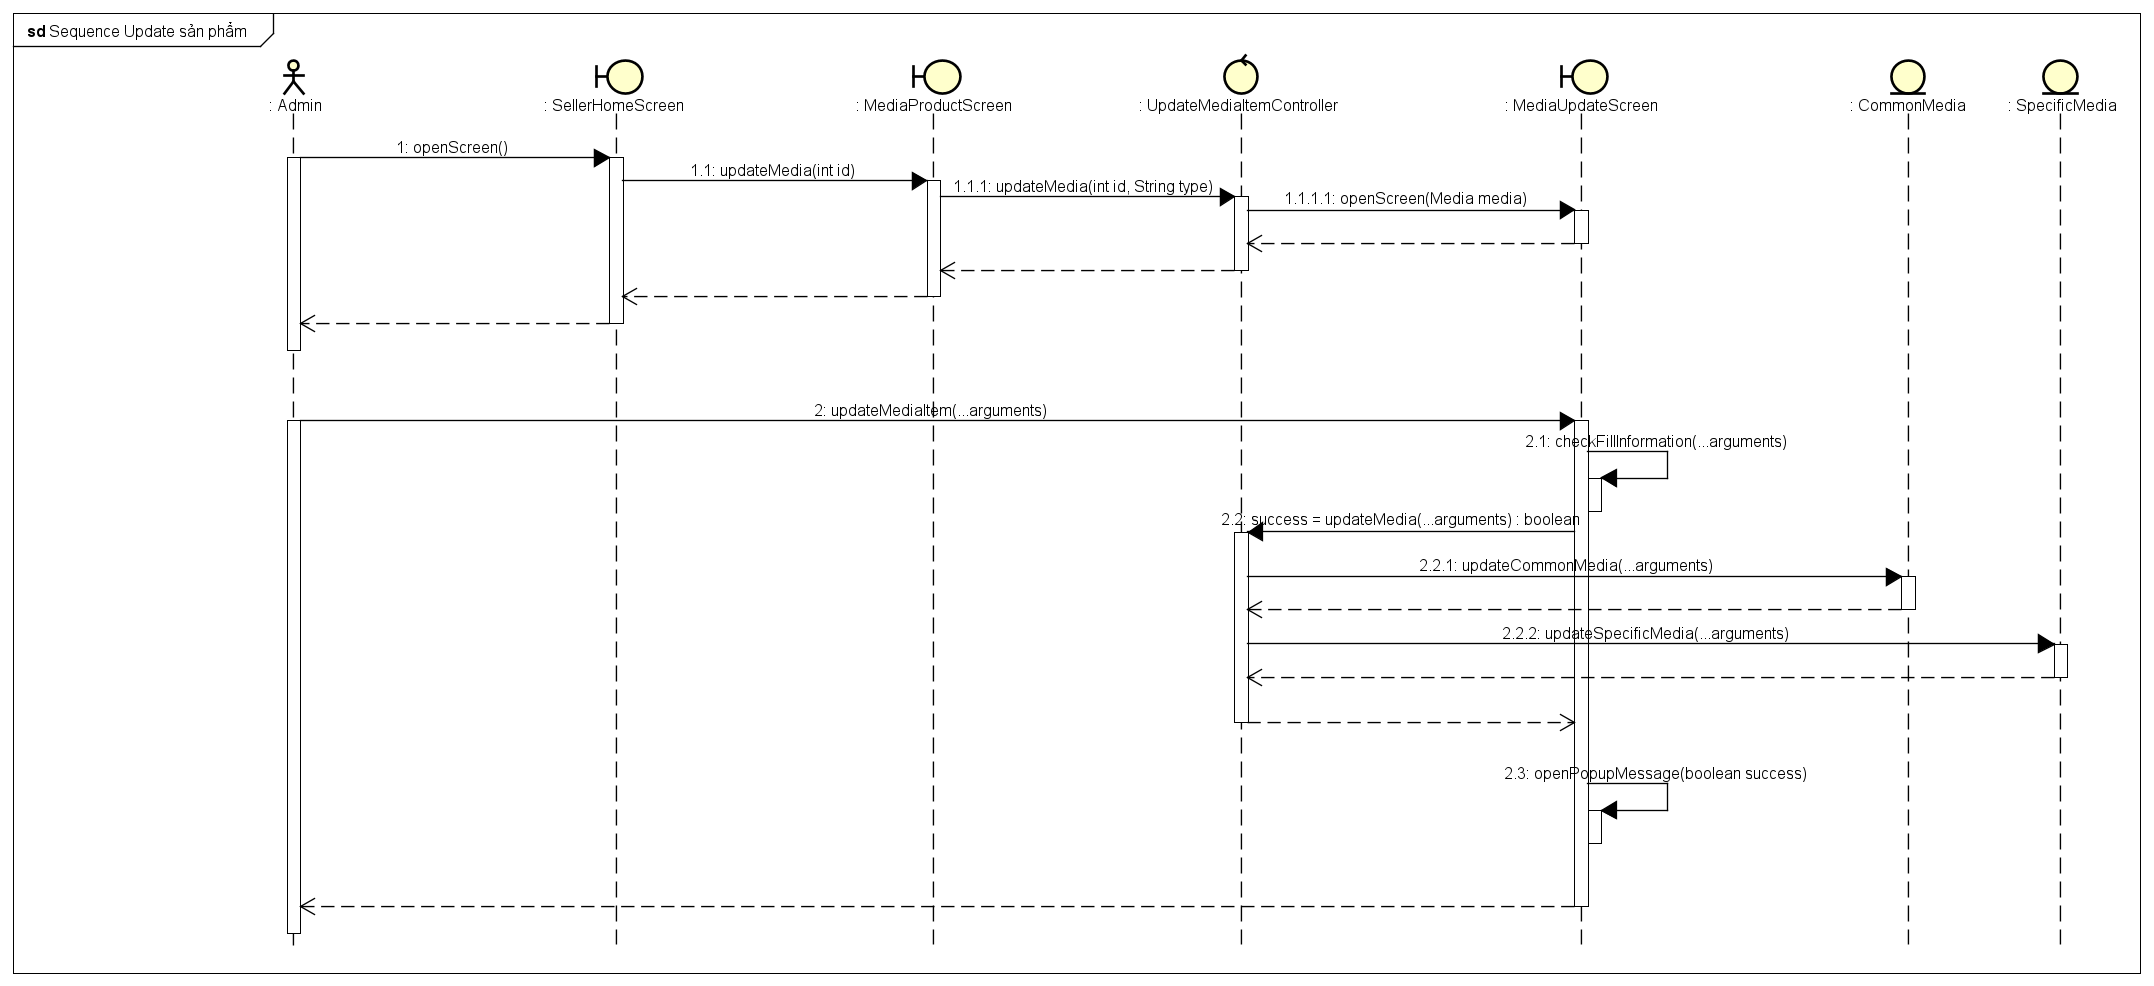 sd Sequence Update sản phẩm
: Admin
: SellerHomeScreen
: MediaProductScreen
: UpdateMediaItemController
: MediaUpdateScreen
: CommonMedia
: SpecificMedia
1: openScreen()
1.1: updateMedia(int id)
1.1.1: updateMedia(int id, String type)
1.1.1.1: openScreen(Media media)
2: updateMediaItem(...arguments)
2.1: checkFillInformation(...arguments)
2.2: success = updateMedia(...arguments) : boolean
2.2.1: updateCommonMedia(...arguments)
2.2.2: updateSpecificMedia(...arguments)
2.3: openPopupMessage(boolean success)